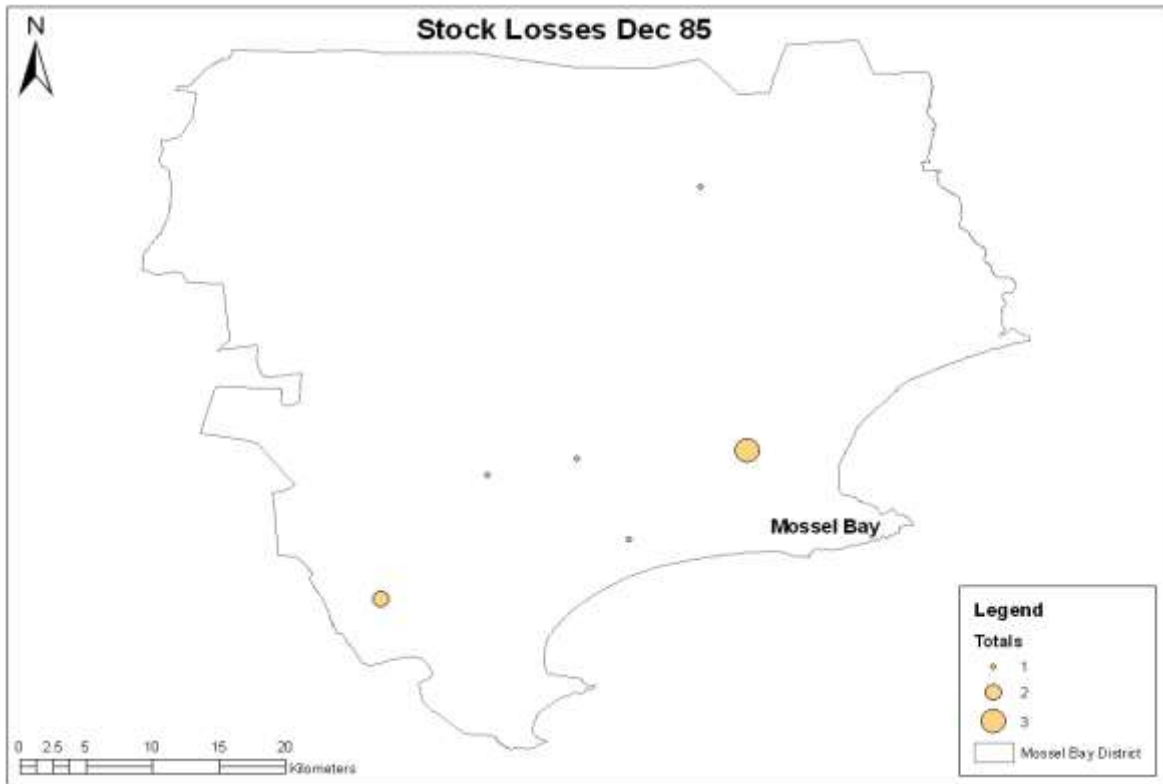 Stock Losses Dec 85
N
Mossel Bay
Legend
Totals
1
2
3
Mossel Bay District
0 2.5 5 10 15 20
Kilometers